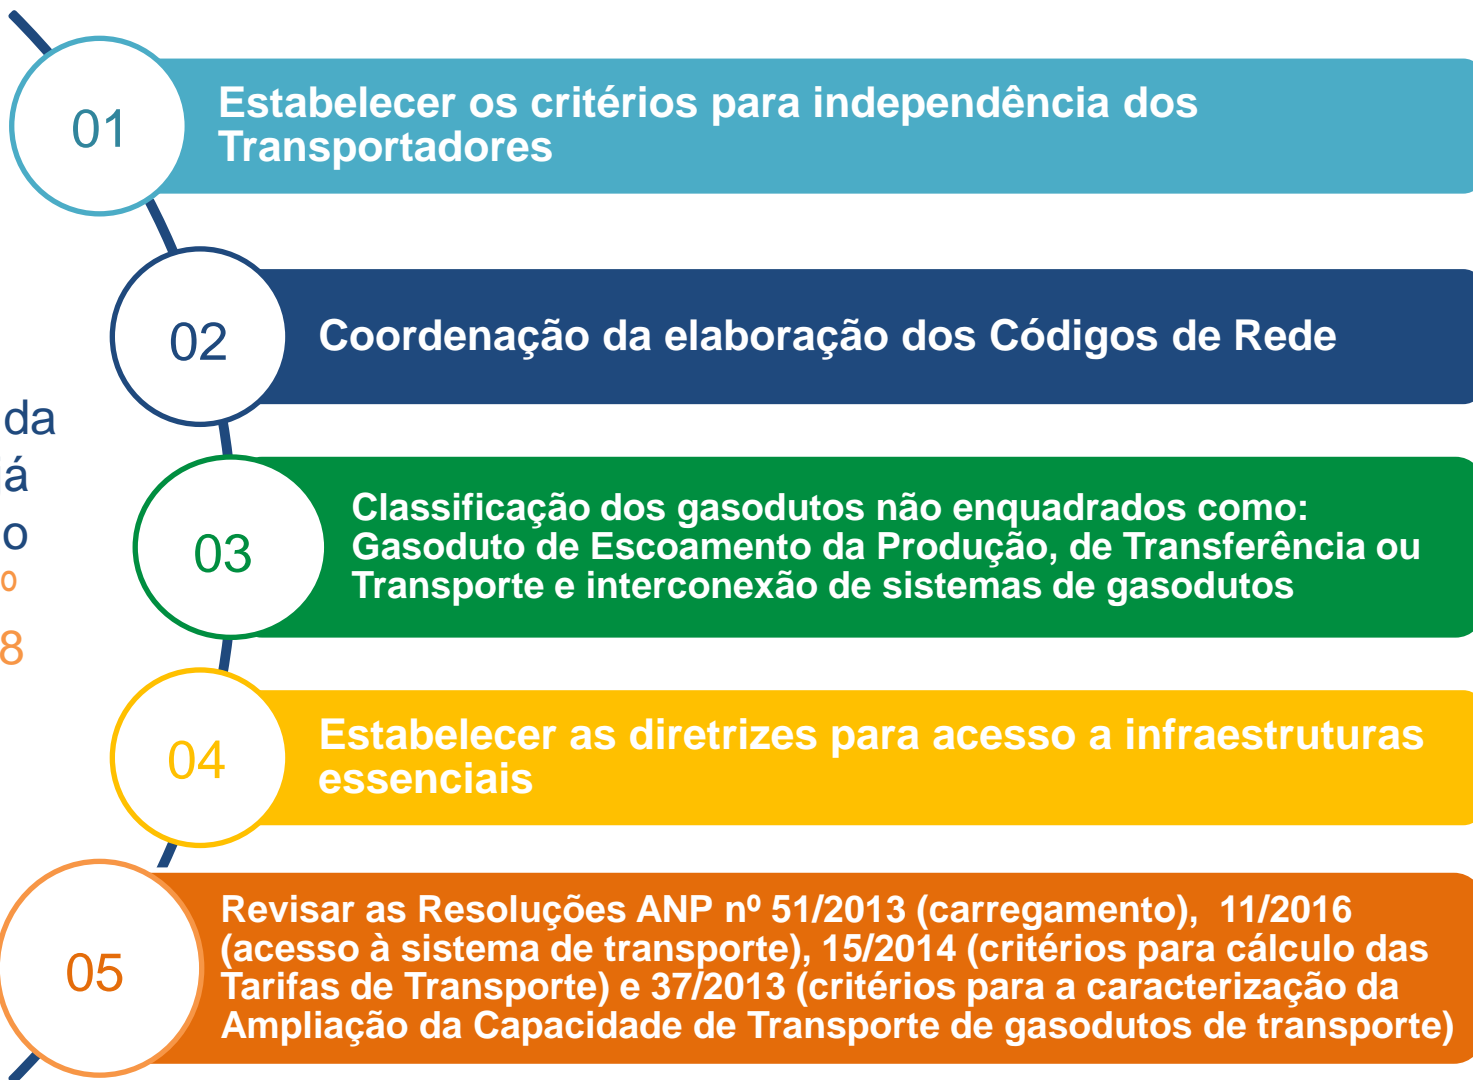 01
Estabelecer os critérios para independência dos
Transportadores
02
Coordenação da elaboração dos Códigos de Rede
da
á
o
º
8
03
Classificação dos gasodutos não enquadrados como:
Gasoduto de Escoamento da Produção, de Transferência ou
Transporte e interconexão de sistemas de gasodutos
04
Estabelecer as diretrizes para acesso a infraestruturas
essenciais
05
Revisar as Resoluções ANP nº 51/2013 (carregamento), 11/2016
(acesso à sistema de transporte), 15/2014 (critérios para cálculo das
Tarifas de Transporte) e 37/2013 (critérios para a caracterização da
Ampliação da Capacidade de Transporte de gasodutos de transporte)